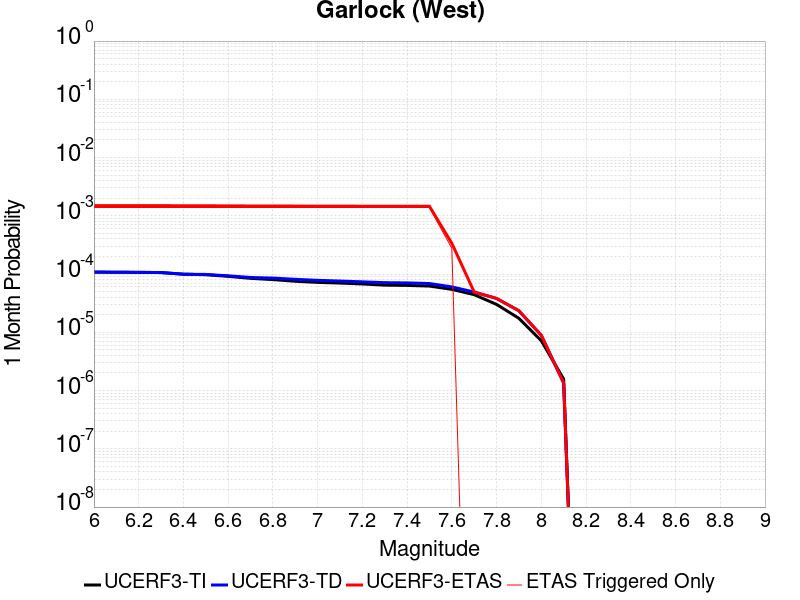 Garlock (West)
10^0
10^-1
10^-2
10^-3
10^-4
10^-5
10^-6
10^-7
10^-8
1 Month Probability
6 6.2 6.4 6.6 6.8 7 7.2 7.4 7.6 7.8 8 8.2 8.4 8.6 8.8 9
Magnitude
UCERF3-TI UCERF3-TD UCERF3-ETAS ETAS Triggered Only